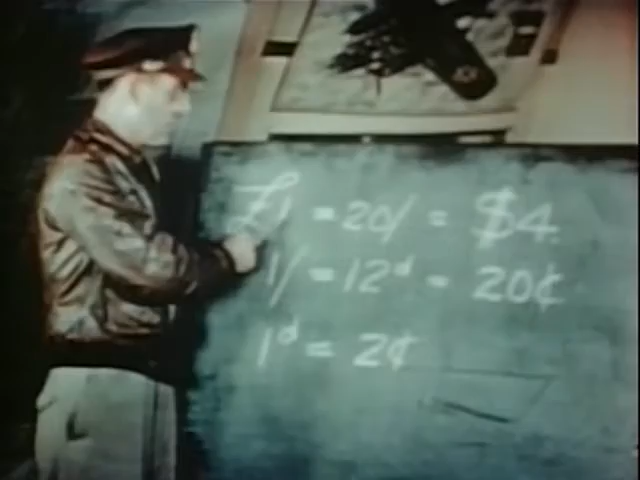 £1 = 20/ = $4.
1/ = 12d = 20¢
1d = 2¢